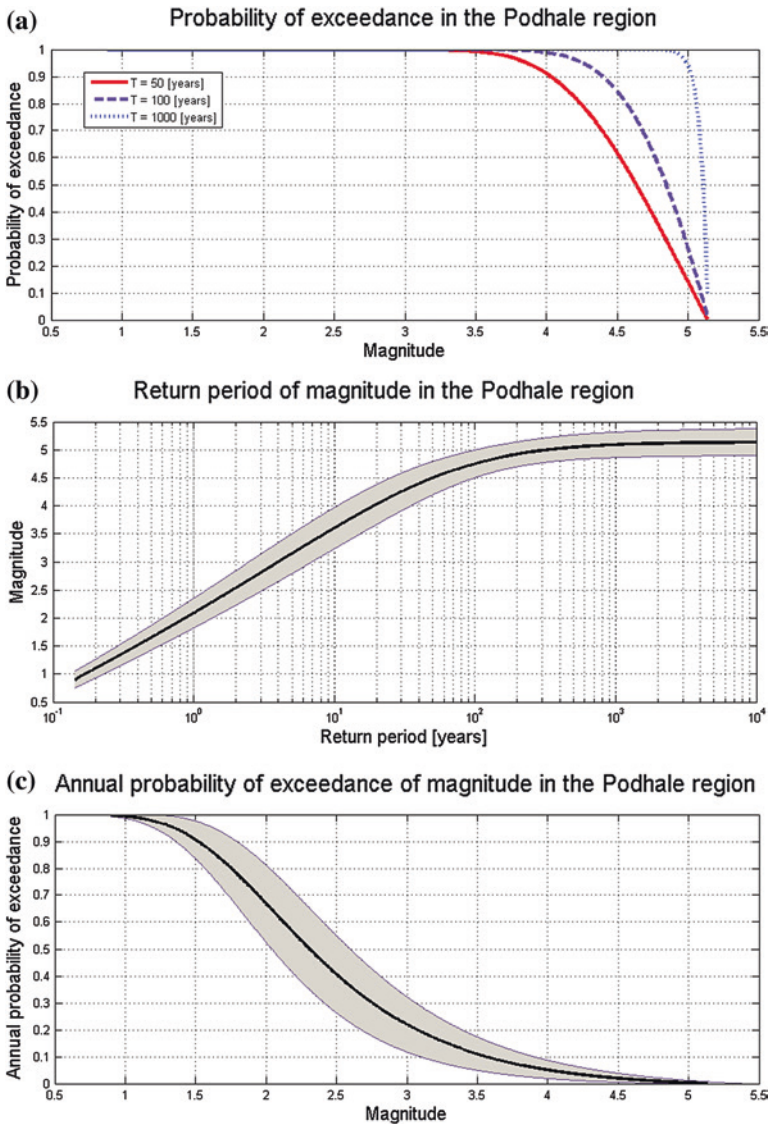 (a) Probability of exceedance in the Podhale region
1
0.9
0.8
0.7
0.6
0.5
0.4
0.3
0.2
0.1
0
Probability of exceedance
T = 50 [years]
T = 100 [years]
T = 1000 [years]
0.5 1 1.5 2 2.5 3 3.5 4 4.5 5 5.5
Magnitude
(b) Return period of magnitude in the Podhale region
5.5
5
4.5
4
3.5
3
2.5
2
1.5
1
0.5
Magnitude
10⁻¹ 10⁰ 10¹ 10² 10³ 10⁴
Return period [years]
(c) Annual probability of exceedance of magnitude in the Podhale region
1
0.9
0.8
0.7
0.6
0.5
0.4
0.3
0.2
0.1
0
Annual probability of exceedance
0.5 1 1.5 2 2.5 3 3.5 4 4.5 5 5.5
Magnitude